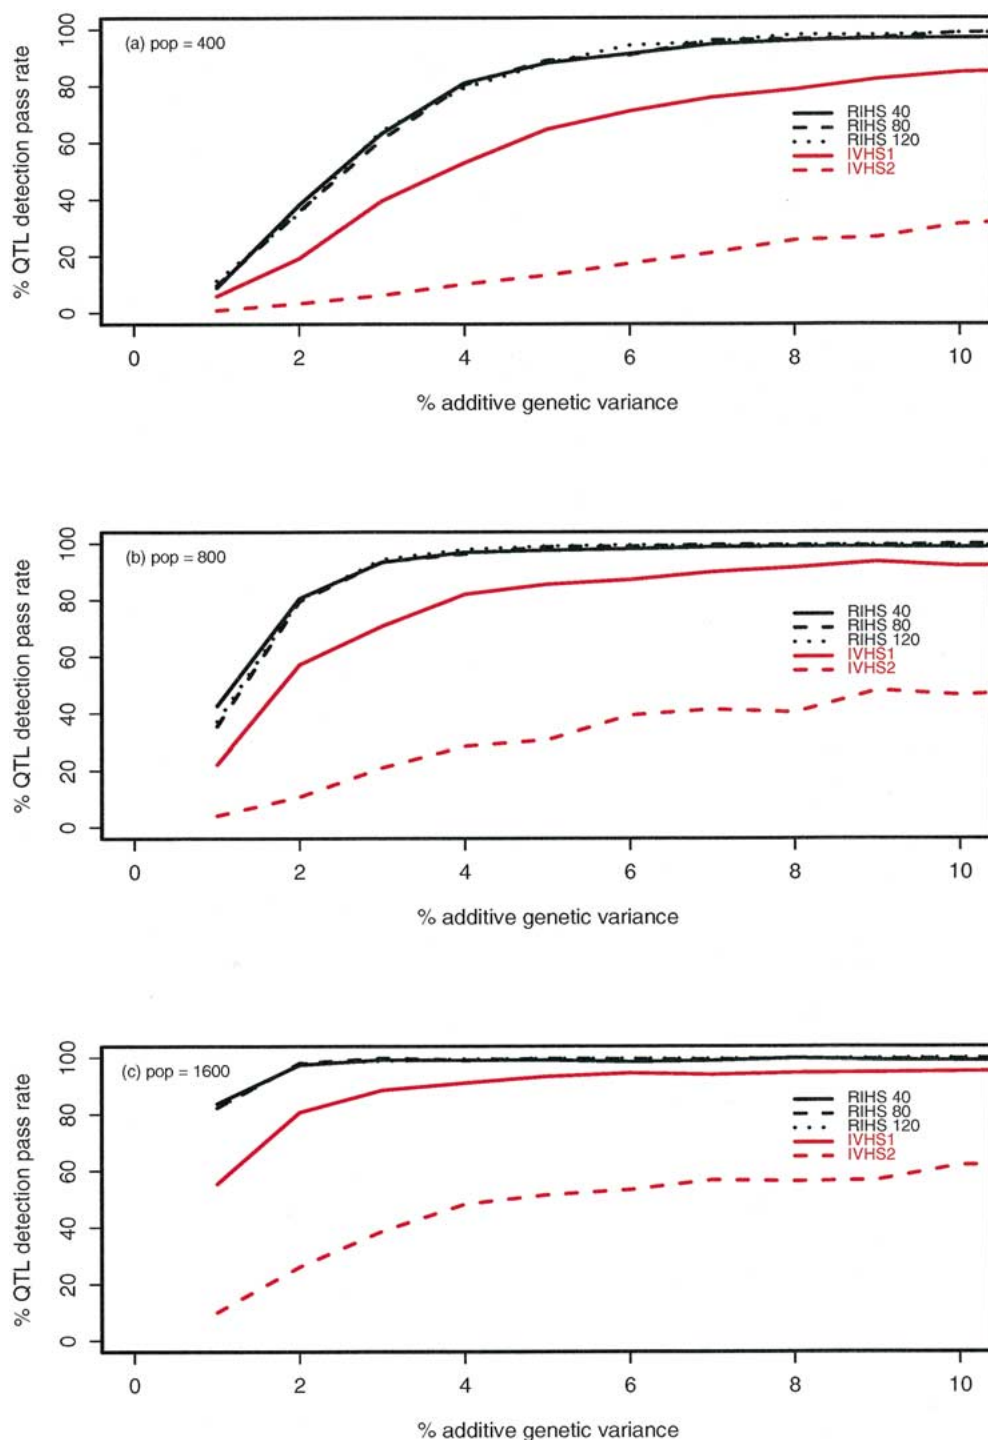 (a) pop = 400
% QTL detection pass rate
100
80
60
40
20
0
RIHS 40
RIHS 80
RIHS 120
IVHS1
IVHS2
0 2 4 6 8 10
% additive genetic variance
(b) pop = 800
% QTL detection pass rate
100
80
60
40
20
0
RIHS 40
RIHS 80
RIHS 120
IVHS1
IVHS2
0 2 4 6 8 10
% additive genetic variance
(c) pop = 1600
% QTL detection pass rate
100
80
60
40
20
0
RIHS 40
RIHS 80
RIHS 120
IVHS1
IVHS2
0 2 4 6 8 10
% additive genetic variance